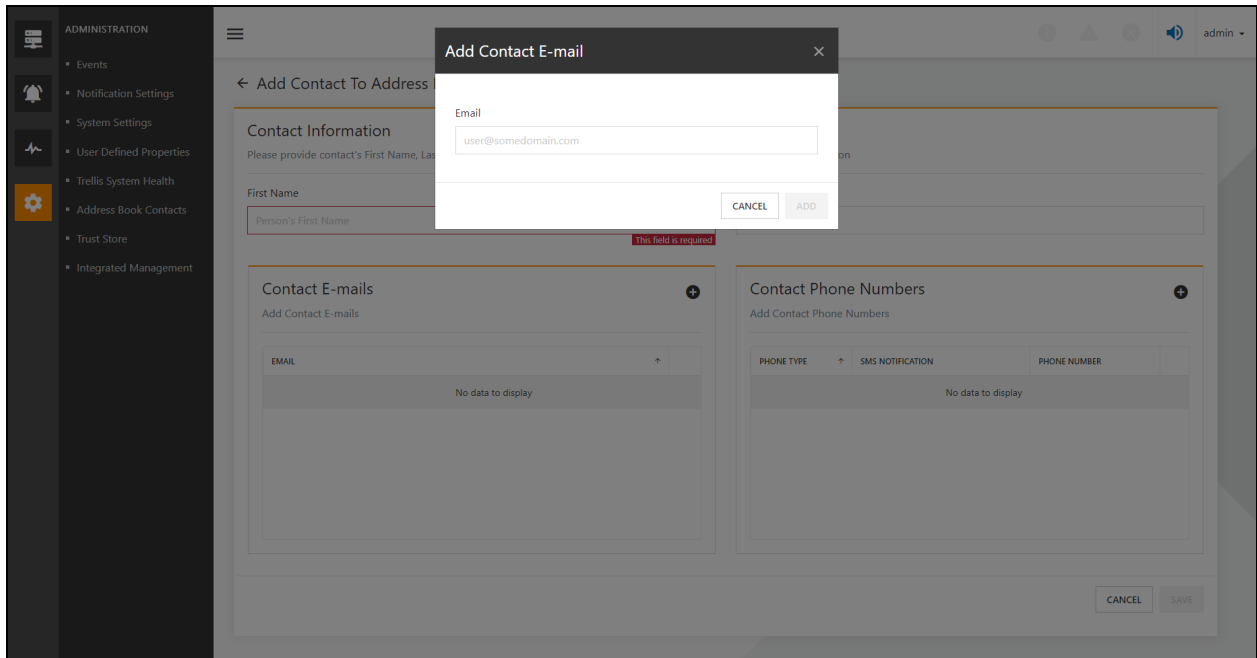 ADMINISTRATION
Events
Notification Settings
System Settings
User Defined Properties
Trellis System Health
Address Book Contacts
Trust Store
Integrated Management
admin
Add Contact To Address
Add Contact E-mail
Email
user@somedomain.com
CANCEL ADD
Contact Information
Please provide contact's First Name, Las
on
First Name
Person's First Name
This field is required
Contact E-mails
Add Contact E-mails
EMAIL
No data to display
Contact Phone Numbers
Add Contact Phone Numbers
PHONE TYPE SMS NOTIFICATION PHONE NUMBER
No data to display
CANCEL SAVE